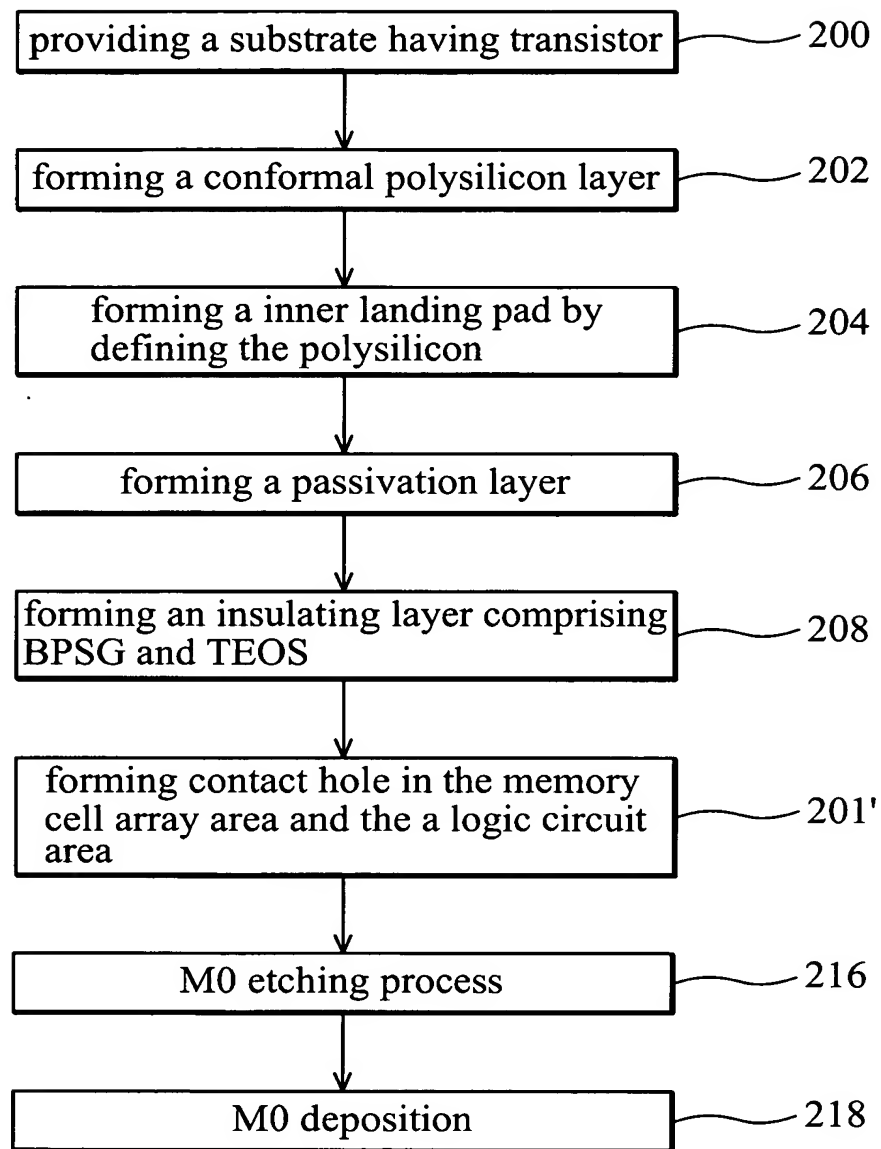 providing a substrate having transistor 200
forming a conformal polysilicon layer 202
forming a inner landing pad by
defining the polysilicon 204
forming a passivation layer 206
forming an insulating layer comprising
BPSG and TEOS 208
forming contact hole in the memory
cell array area and the a logic circuit
area 201'
M0 etching process 216
M0 deposition 218